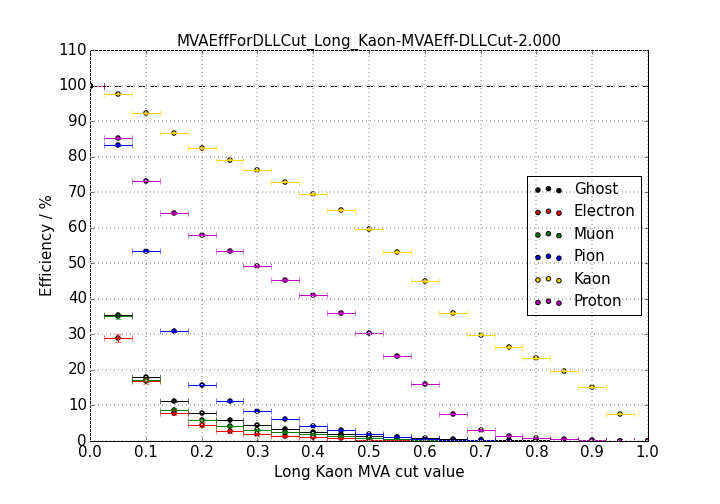 MVAEffForDLLCut_Long_Kaon-MVAEff-DLLCut-2.000
110
100
90
80
70
60
50
40
30
20
10
0
Efficiency / %
Ghost
Electron
Muon
Pion
Kaon
Proton
0.0 0.1 0.2 0.3 0.4 0.5 0.6 0.7 0.8 0.9 1.0
Long Kaon MVA cut value